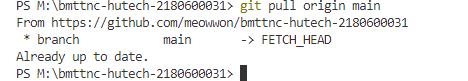 PS M:\bmttnc-hutech-2180600031> git pull origin main
From https://github.com/meowwon/bmttnc-hutech-2180600031
 * branch            main       -> FETCH_HEAD
Already up to date.
PS M:\bmttnc-hutech-2180600031>